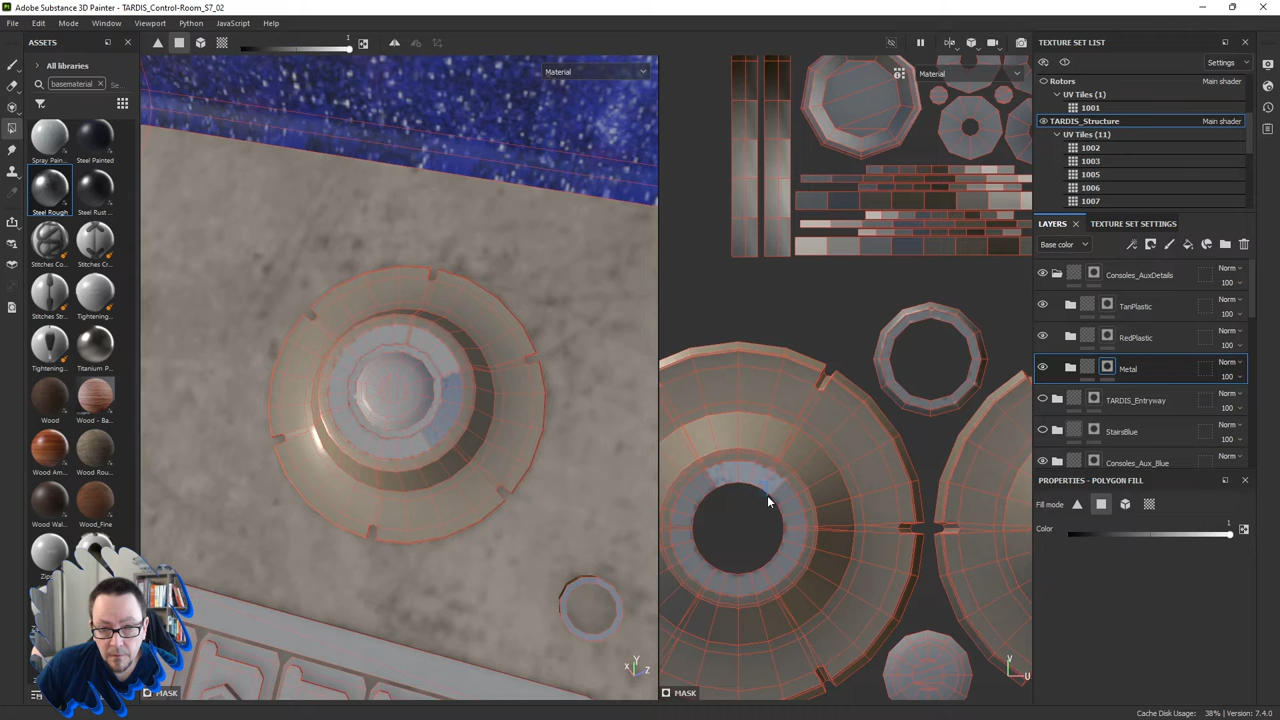 Adobe Substance 3D Painter - TARDIS_Control-Room_S7_02
File Edit Mode Window Viewport Python JavaScript Help
1
ASSETS
All libraries
basematerial
Se...
Spray Pain...
Steel Painted
Steel Rough
Steel Rust ...
Stitches Co...
Stitches Cr...
Stitches Str...
Tightening...
Tightening...
Titanium P...
Wood
Wood - Ba...
Wood Am...
Wood Rou...
Wood Wal...
Wood_Fine
Material
Material
X Y Z
V
U
MASK
MASK
TEXTURE SET LIST
Settings
Rotors Main shader
UV Tiles (1)
1001
TARDIS_Structure Main shader
UV Tiles (11)
1002
1003
1005
1006
1007
LAYERS TEXTURE SET SETTINGS
Base color
Consoles_AuxDetails Norm 100
TanPlastic Norm 100
RedPlastic Norm 100
Metal Norm 100
TARDIS_Entryway Norm 100
StairsBlue Norm 100
Consoles_Aux_Blue Norm
PROPERTIES - POLYGON FILL
Fill mode
Color 1
Cache Disk Usage: 38% | Version: 7.4.0